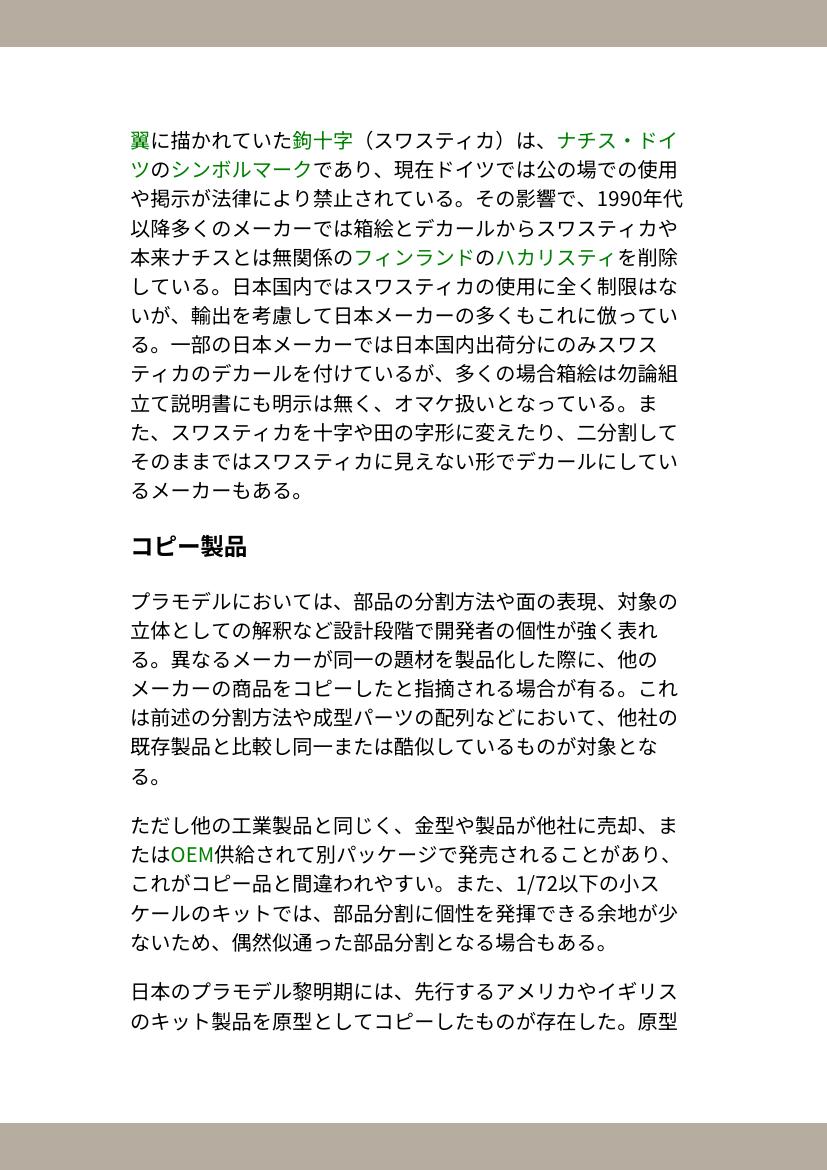 翼に描かれていた鉤十字（スワスティカ）は、ナチス・ドイ
ツのシンボルマークであり、現在ドイツでは公の場での使用
や掲示が法律により禁止されている。その影響で、1990年代
以降多くのメーカーでは箱絵とデカールからスワスティカや
本来ナチスとは無関係のフィンランドのハカリスティを削除
している。日本国内ではスワスティカの使用に全く制限はな
いが、輸出を考慮して日本メーカーの多くもこれに倣ってい
る。一部の日本メーカーでは日本国内出荷分にのみスワス
ティカのデカールを付けているが、多くの場合箱絵は勿論組
立て説明書にも明示は無く、オマケ扱いとなっている。ま
た、スワスティカを十字や田の字形に変えたり、二分割して
そのままではスワスティカに見えない形でデカールにしてい
るメーカーもある。
コピー製品
プラモデルにおいては、部品の分割方法や面の表現、対象の
立体としての解釈など設計段階で開発者の個性が強く表れ
る。異なるメーカーが同一の題材を製品化した際に、他の
メーカーの商品をコピーしたと指摘される場合が有る。これ
は前述の分割方法や成型パーツの配列などにおいて、他社の
既存製品と比較し同一または酷似しているものが対象とな
る。
ただし他の工業製品と同じく、金型や製品が他社に売却、ま
たはOEM供給されて別パッケージで発売されることがあり、
これがコピー品と間違われやすい。また、1/72以下の小ス
ケールのキットでは、部品分割に個性を発揮できる余地が少
ないため、偶然似通った部品分割となる場合もある。
日本のプラモデル黎明期には、先行するアメリカやイギリス
のキット製品を原型としてコピーしたものが存在した。原型